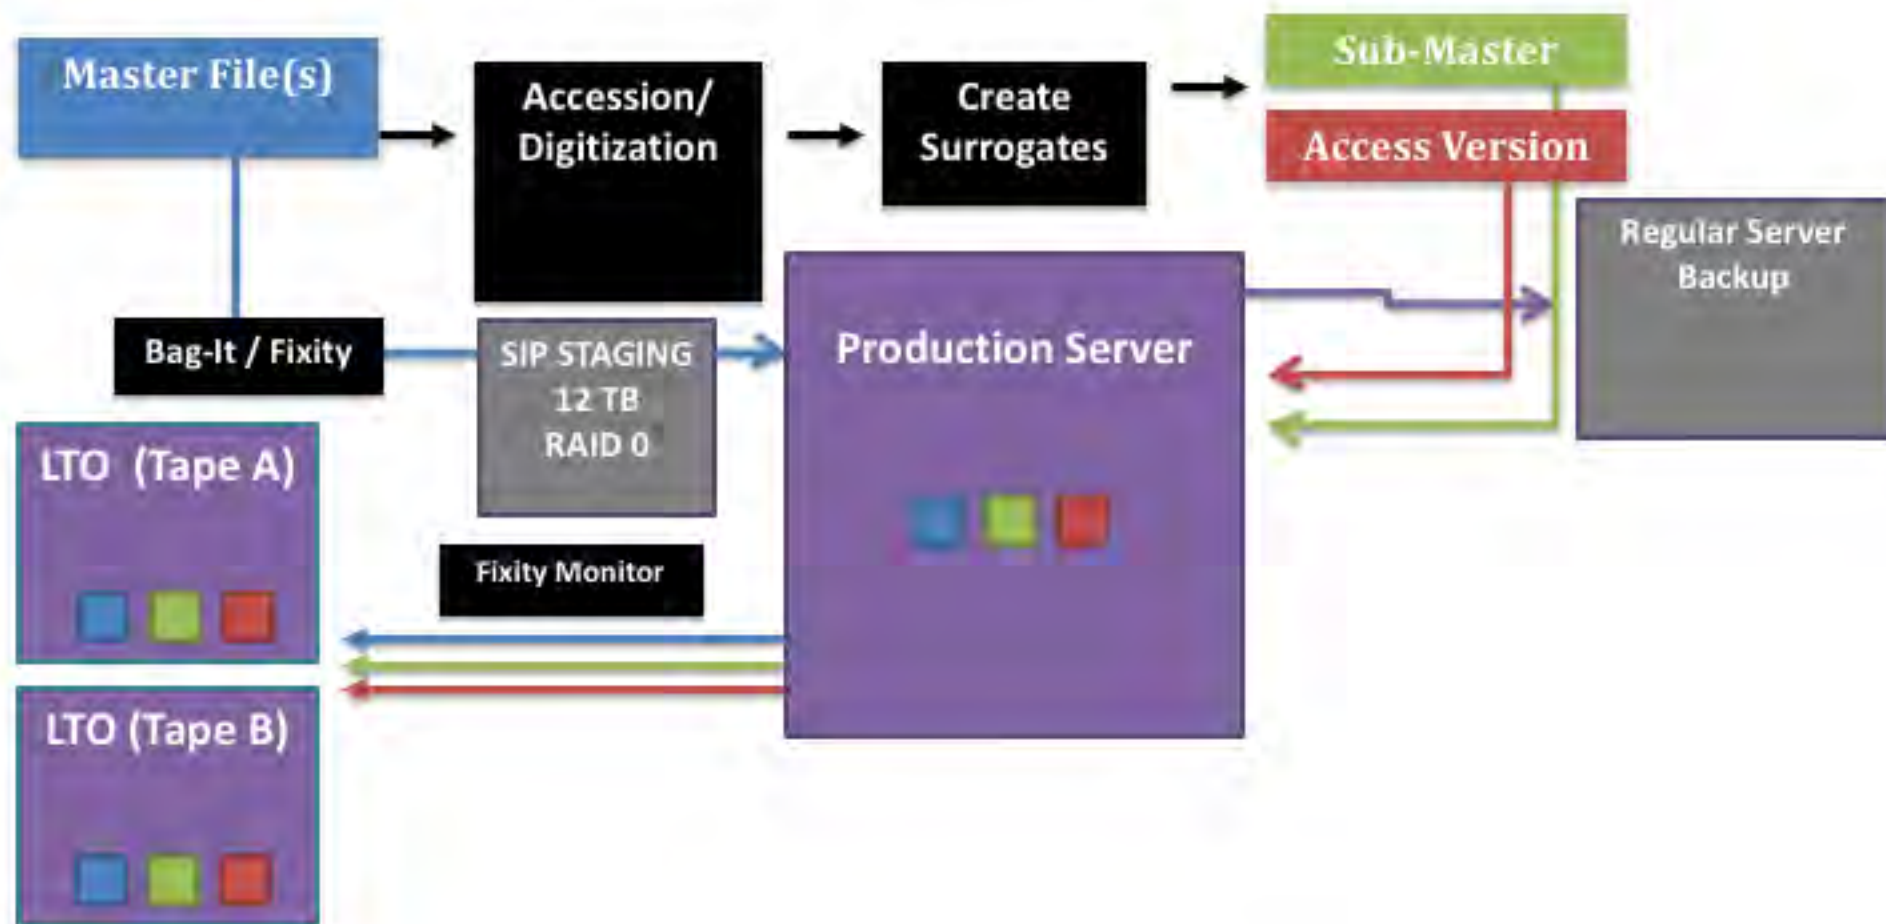 Master File(s)
Accession/
Digitization
Create
Surrogates
Sub-Master
Access Version
Regular Server
Backup
Bag-It / Fixity
SIP STAGING
12 TB
RAID 0
Production Server
LTO (Tape A)
Fixity Monitor
LTO (Tape B)